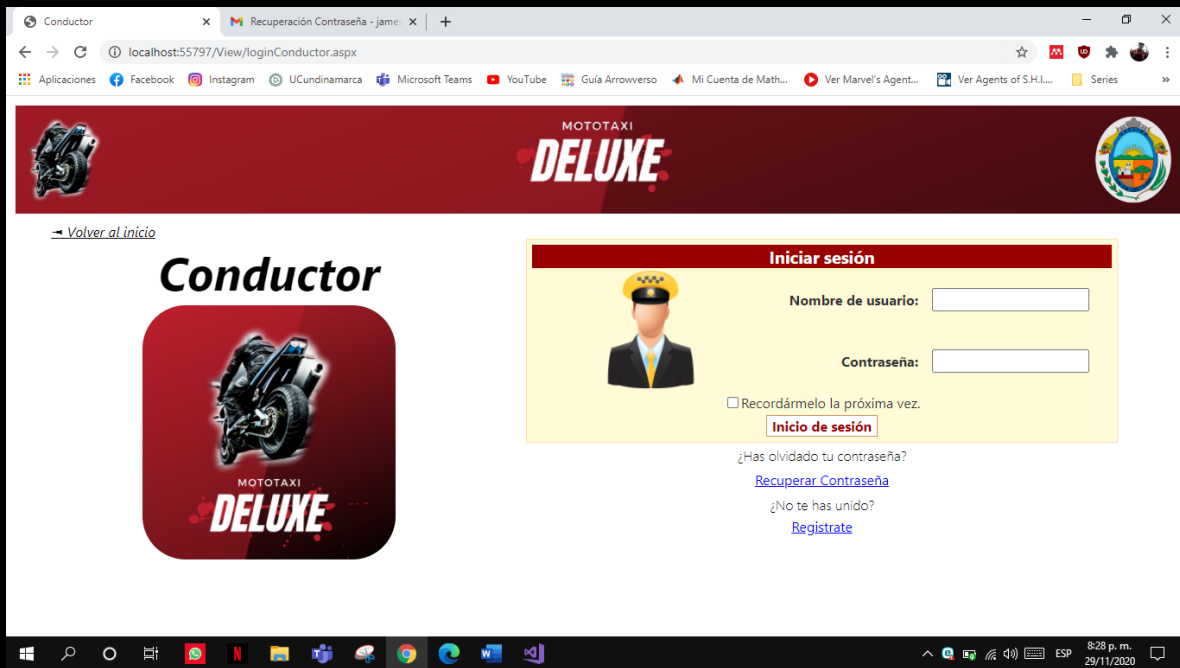 Conductor
Recuperación Contraseña - james
localhost:55797/View/loginConductor.aspx
Aplicaciones Facebook Instagram UCundinamarca Microsoft Teams YouTube Guía Arrowverso Mi Cuenta de Math... Ver Marvel's Agent... Ver Agents of S.H.I.... Series »
MOTOTAXI
DELUXE
Volver al inicio
Conductor
MOTOTAXI
DELUXE
Iniciar sesión
Nombre de usuario:
Contraseña:
Recordármelo la próxima vez.
Inicio de sesión
¿Has olvidado tu contraseña?
Recuperar Contraseña
¿No te has unido?
Registrate
ESP
8:28 p. m.
29/11/2020